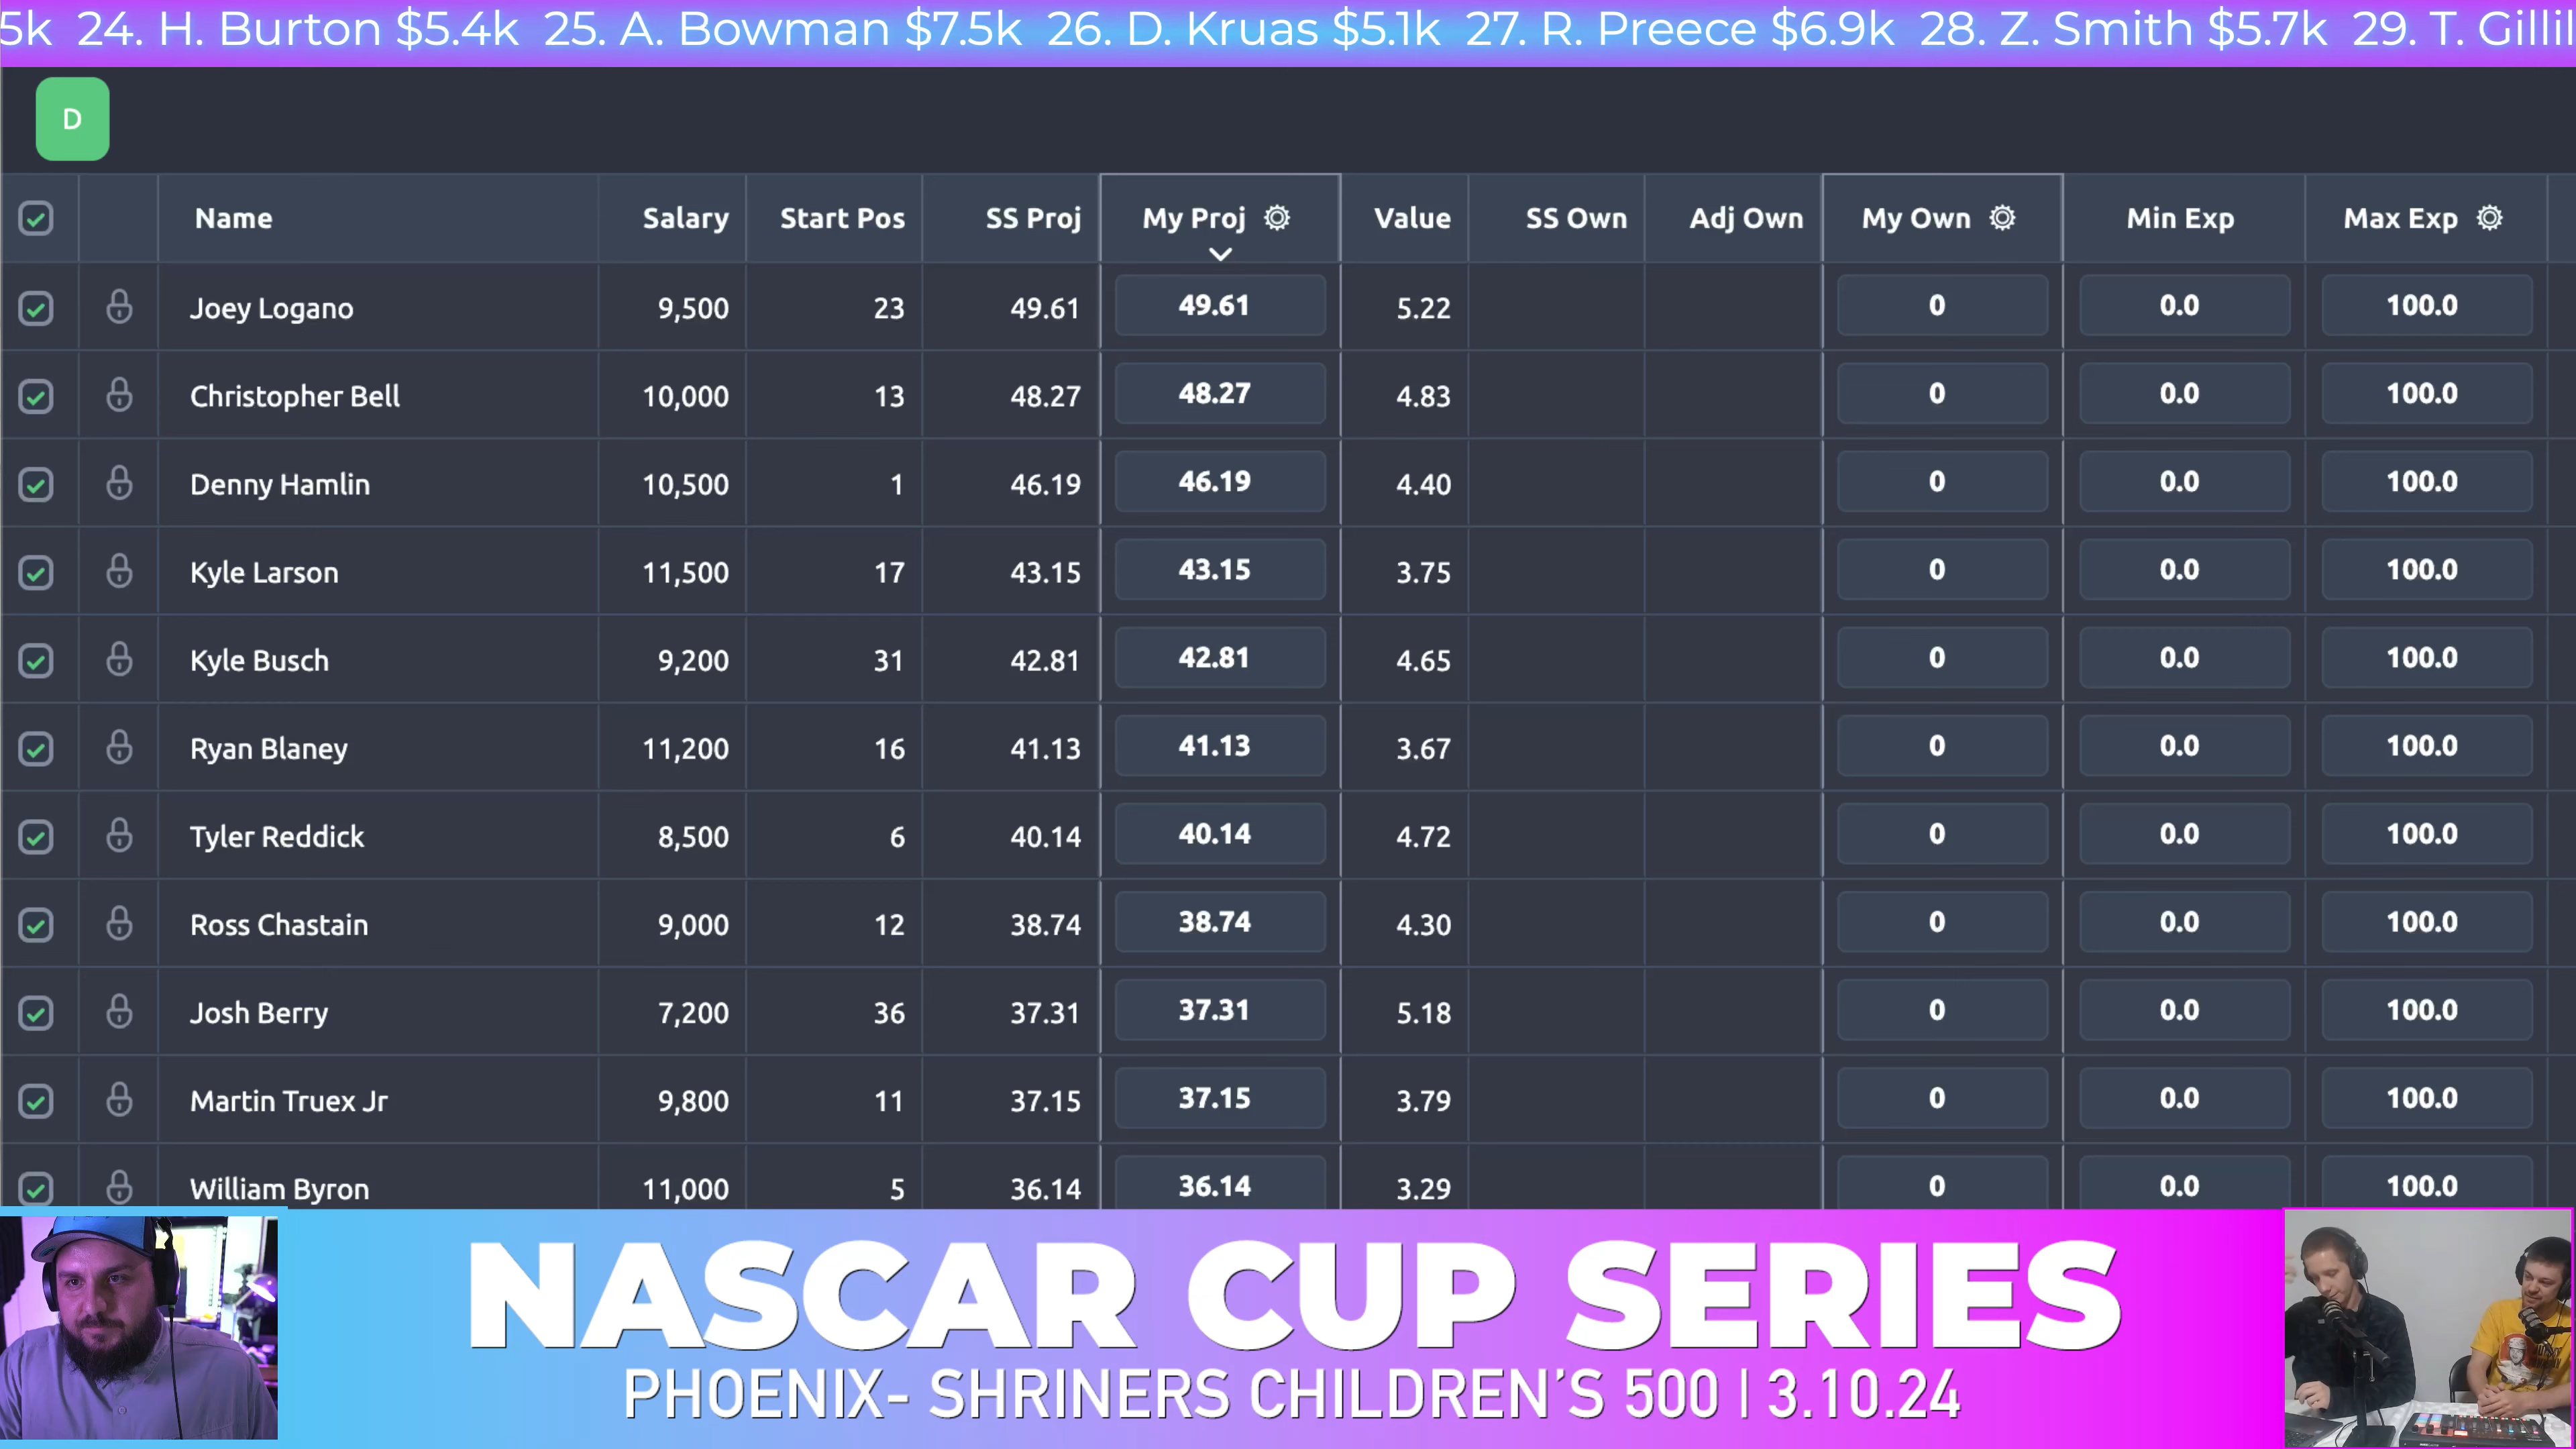 5k 24. H. Burton $5.4k 25. A. Bowman $7.5k 26. D. Kruas $5.1k 27. R. Preece $6.9k 28. Z. Smith $5.7k 29. T. Gillil
D
Name Salary Start Pos SS Proj My Proj Value SS Own Adj Own My Own Min Exp Max Exp
Joey Logano 9,500 23 49.61 49.61 5.22 0 0.0 100.0
Christopher Bell 10,000 13 48.27 48.27 4.83 0 0.0 100.0
Denny Hamlin 10,500 1 46.19 46.19 4.40 0 0.0 100.0
Kyle Larson 11,500 17 43.15 43.15 3.75 0 0.0 100.0
Kyle Busch 9,200 31 42.81 42.81 4.65 0 0.0 100.0
Ryan Blaney 11,200 16 41.13 41.13 3.67 0 0.0 100.0
Tyler Reddick 8,500 6 40.14 40.14 4.72 0 0.0 100.0
Ross Chastain 9,000 12 38.74 38.74 4.30 0 0.0 100.0
Josh Berry 7,200 36 37.31 37.31 5.18 0 0.0 100.0
Martin Truex Jr 9,800 11 37.15 37.15 3.79 0 0.0 100.0
William Byron 11,000 5 36.14 36.14 3.29 0 0.0 100.0
NASCAR CUP SERIES
PHOENIX- SHRINERS CHILDREN'S 500 | 3.10.24